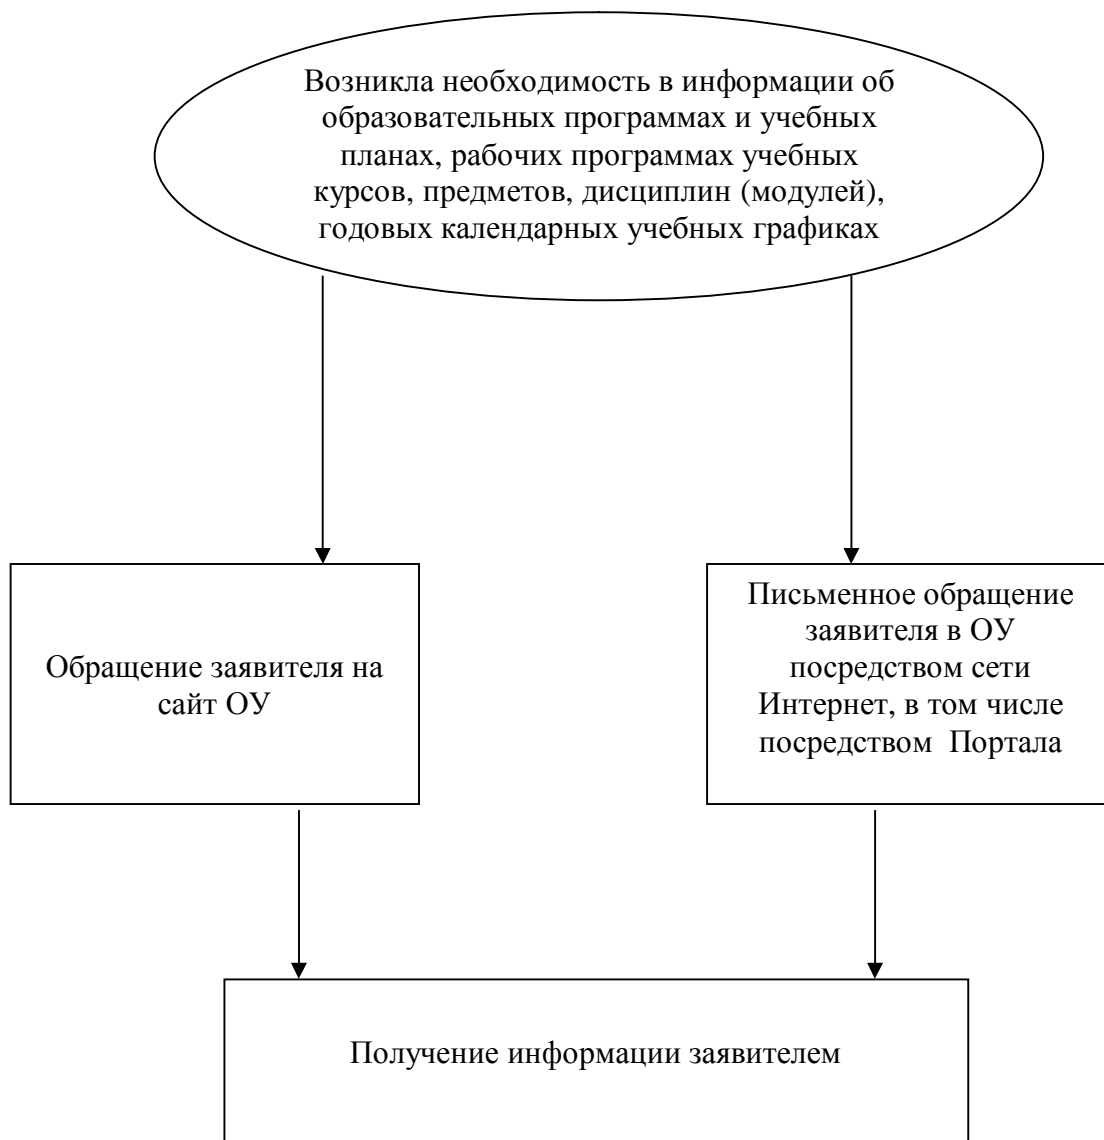 Возникла необходимость в информации об
образовательных программах и учебных
планах, рабочих программах учебных
курсов, предметов, дисциплин (модулей),
годовых календарных учебных графиках
Обращение заявителя на
сайт ОУ
Письменное обращение
заявителя в ОУ
посредством сети
Интернет, в том числе
посредством  Портала
Получение информации заявителем